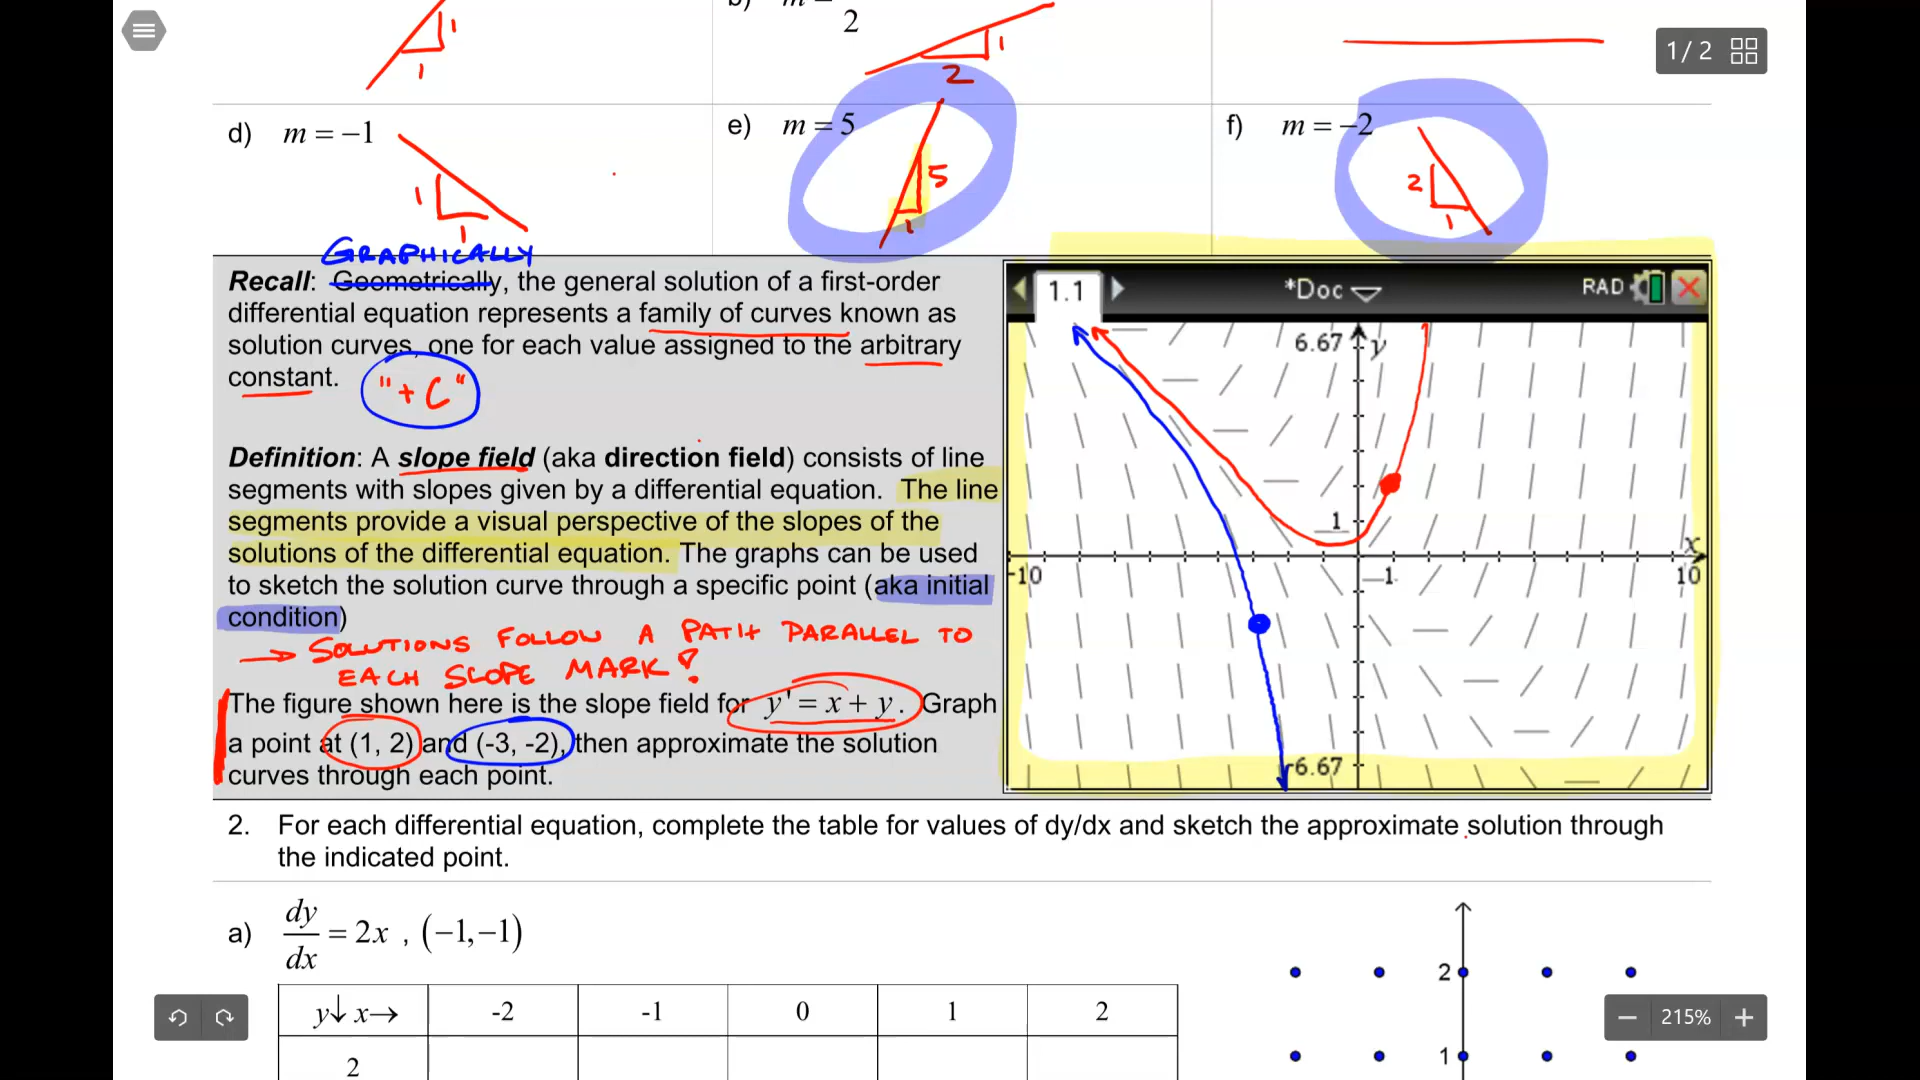 2
1
1
2
1
1 / 2
d) m = −1
1
1
e) m = 5
5
1
f) m = −2
2
1
GRAPHICALLY
Recall: Geometrically, the general solution of a first-order
differential equation represents a family of curves known as
solution curves, one for each value assigned to the arbitrary
constant. "+ C"
Definition: A slope field (aka direction field) consists of line
segments with slopes given by a differential equation. The line
segments provide a visual perspective of the slopes of the
solutions of the differential equation. The graphs can be used
to sketch the solution curve through a specific point (aka initial
condition)
→ SOLUTIONS FOLLOW A PATH PARALLEL TO
EACH SLOPE MARK!
The figure shown here is the slope field for y' = x + y. Graph
a point at (1, 2) and (-3, -2), then approximate the solution
curves through each point.
1.1 *Doc RAD
6.67 y
1
x
-10 1 10
-6.67
2. For each differential equation, complete the table for values of dy/dx and sketch the approximate solution through
the indicated point.
a) dy/dx = 2x , (−1,−1)
y↓ x→ -2 -1 0 1 2
2
2
1
215%